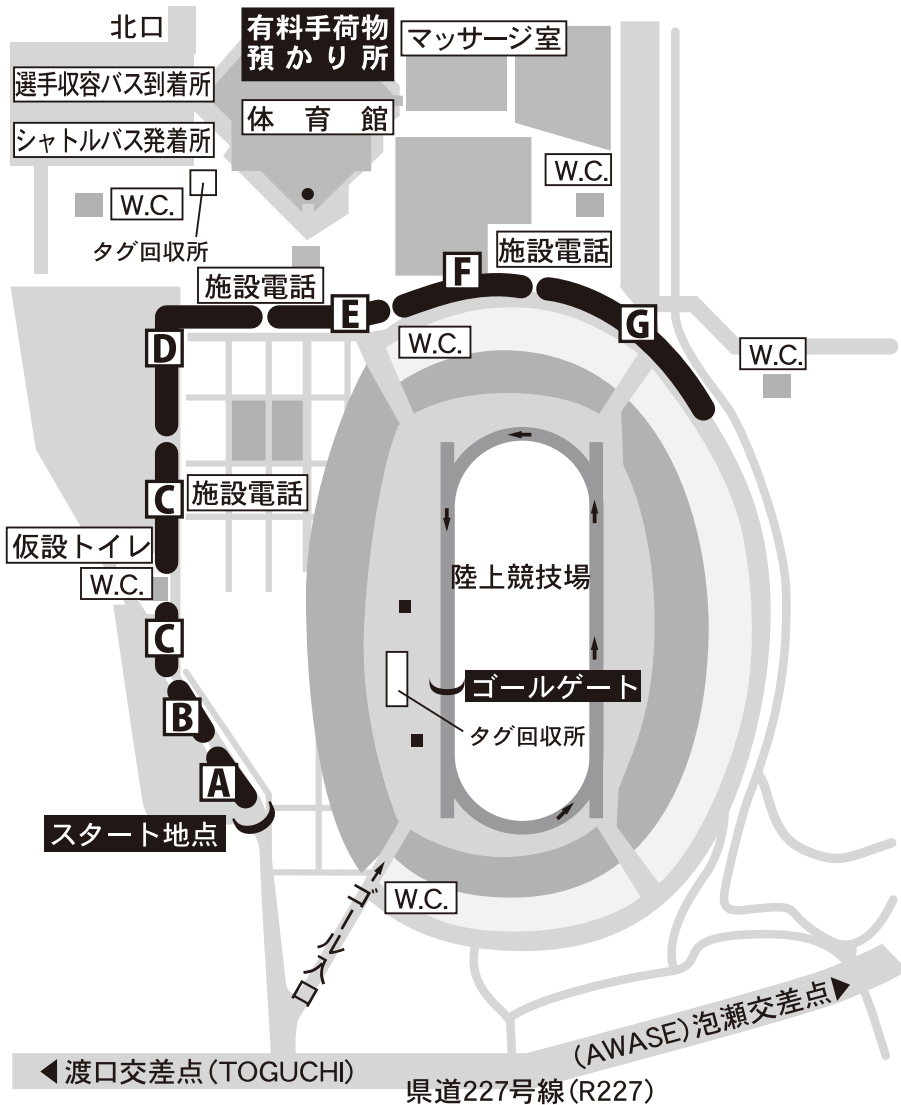 北口
有料手荷物
預かり所
マッサージ室
選手収容バス到着所
体育館
シャトルバス発着所
W.C.
W.C.
タグ回収所
施設電話
施設電話
F
E
G
D
W.C.
W.C.
C
施設電話
仮設トイレ
W.C.
陸上競技場
C
ゴールゲート
B
タグ回収所
A
スタート地点
W.C.
ゴール入口
(AWASE)泡瀬交差点▶
◀渡口交差点(TOGUCHI)
県道227号線(R227)